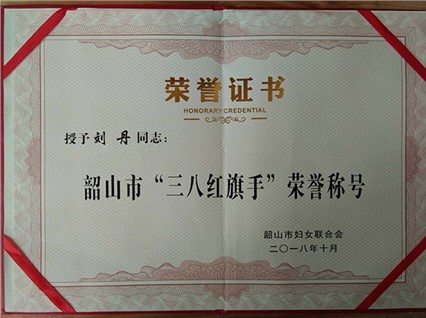 荣誉证书
HONORARY CREDENTIAL
授予刘 丹同志：
韶山市“三八红旗手”荣誉称号
韶山市妇女联合会
二〇一八年十月